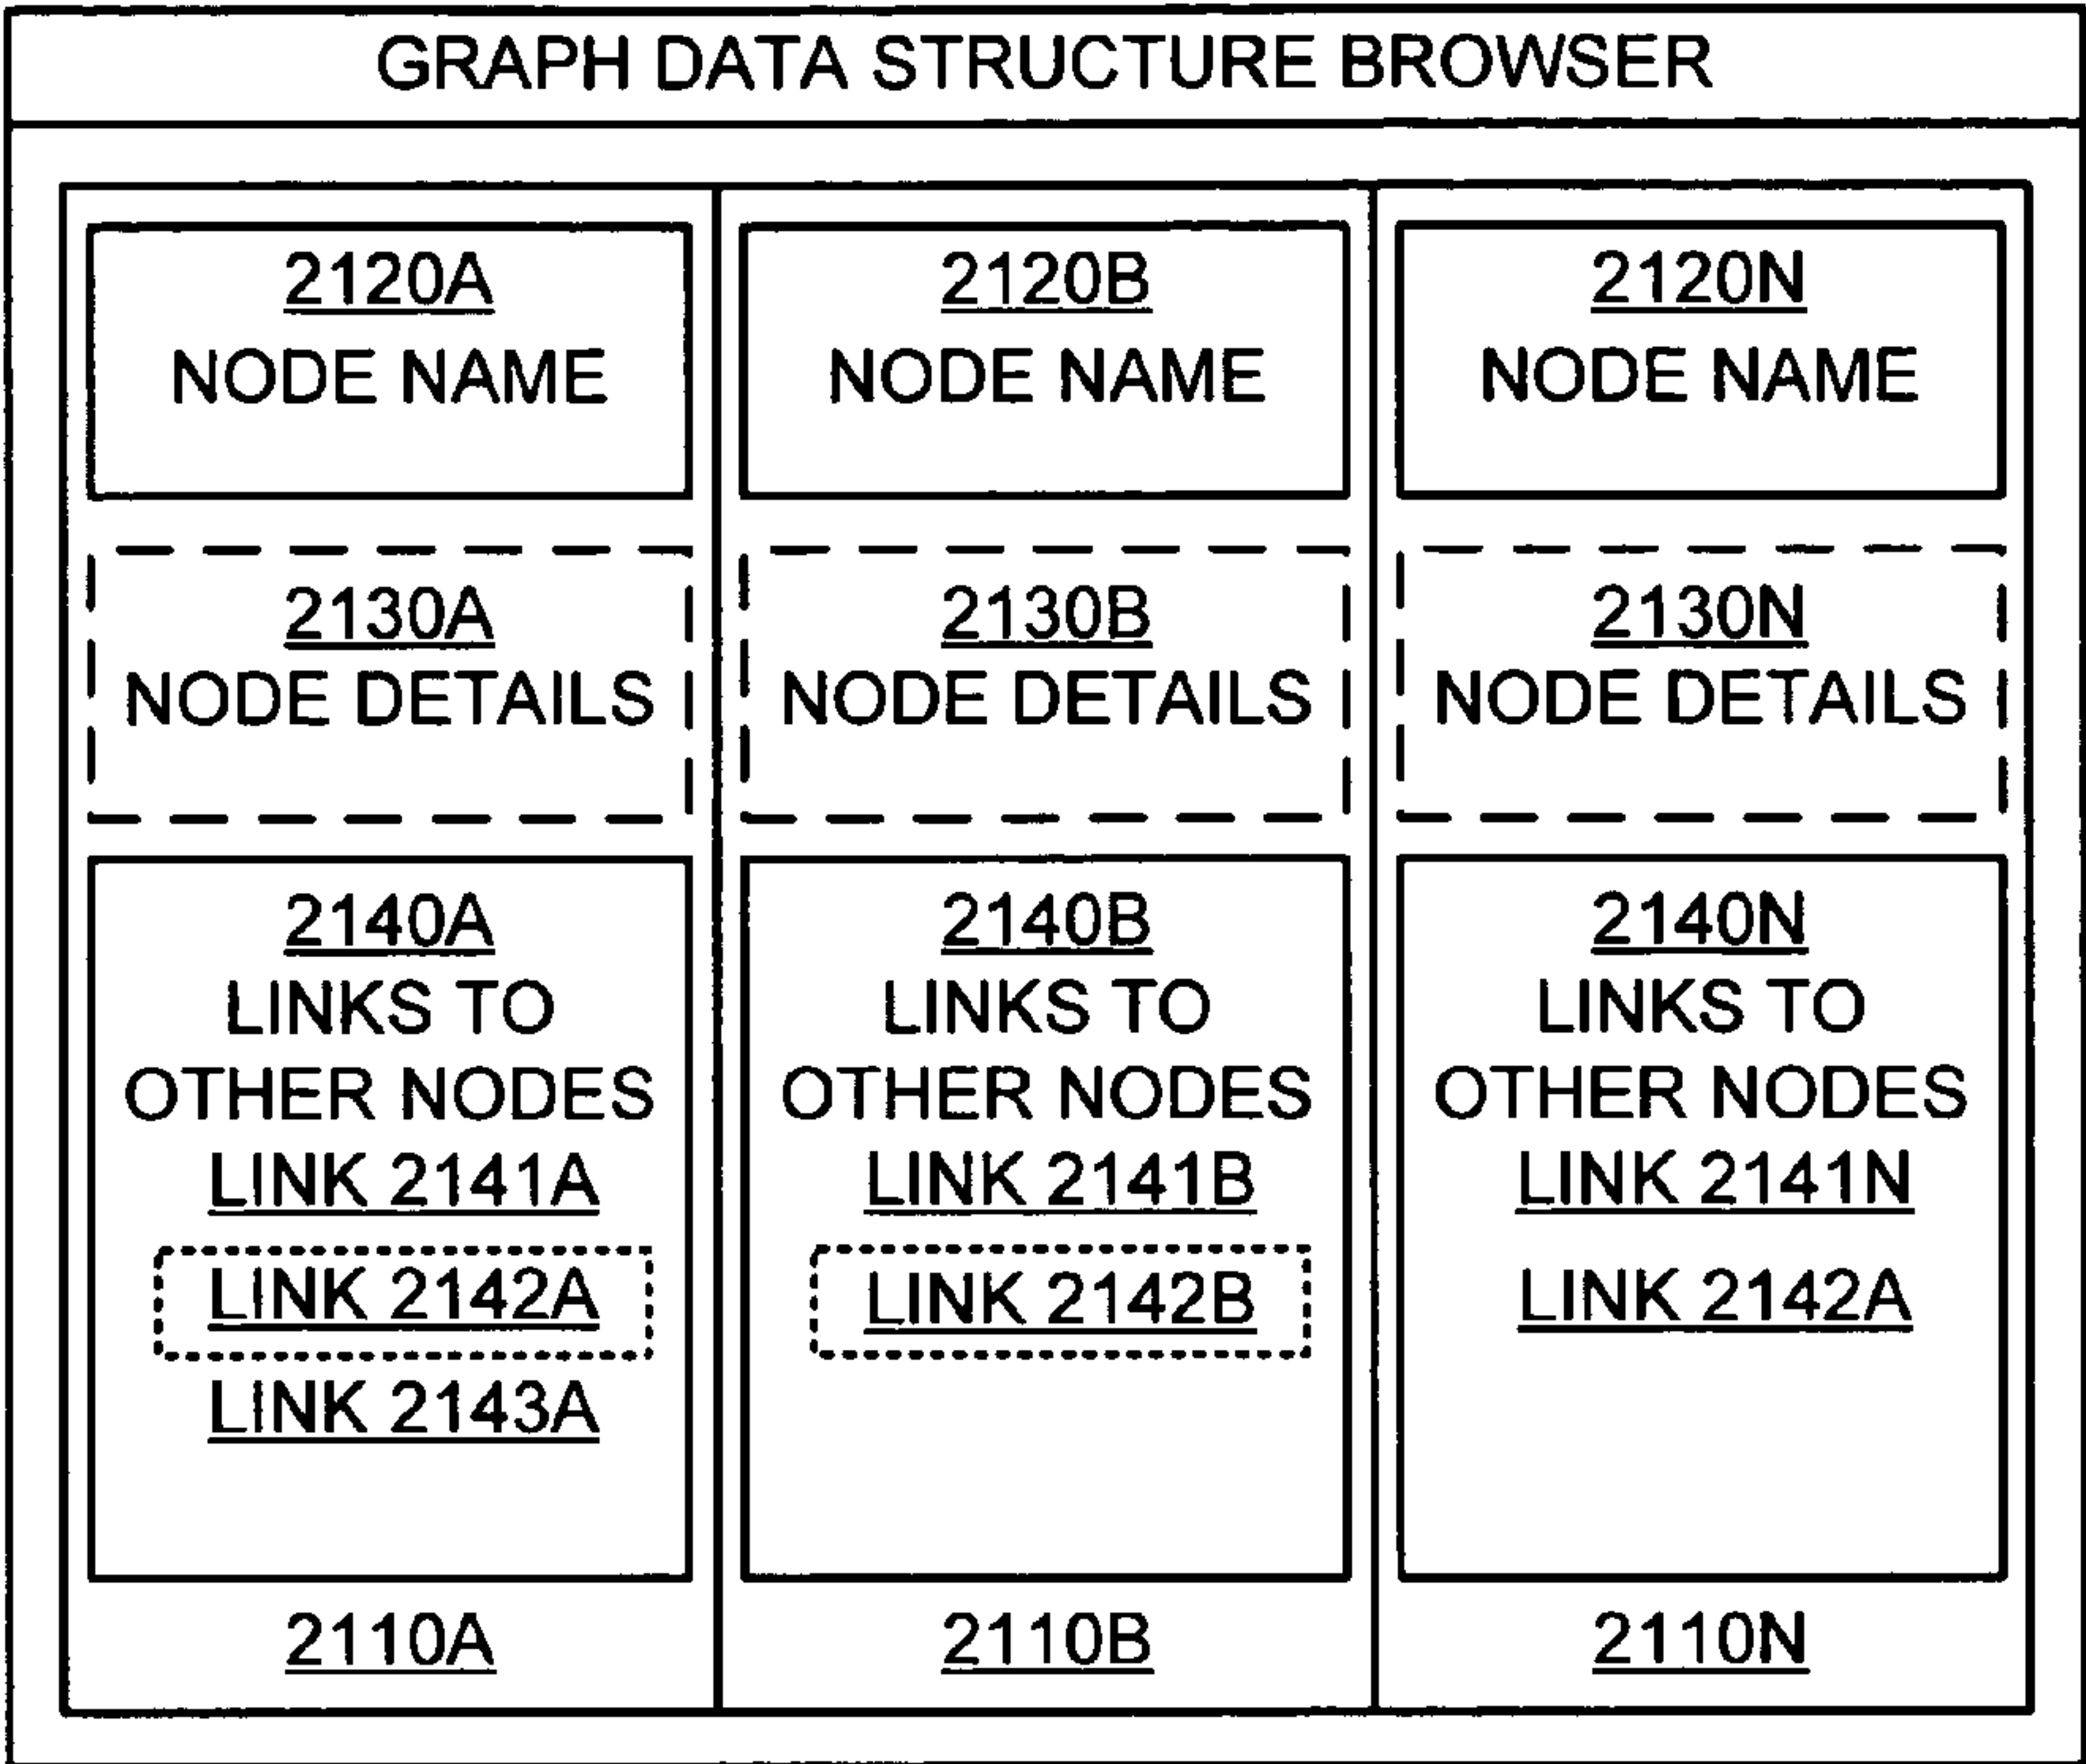 GRAPH DATA STRUCTURE BROWSER
2120A
NODE NAME
2130A
NODE DETAILS
2140A
LINKS TO
OTHER NODES
LINK 2141A
LINK 2142A
LINK 2143A
2110A
2120B
NODE NAME
2130B
NODE DETAILS
2140B
LINKS TO
OTHER NODES
LINK 2141B
LINK 2142B
2110B
2120N
NODE NAME
2130N
NODE DETAILS
2140N
LINKS TO
OTHER NODES
LINK 2141N
LINK 2142A
2110N